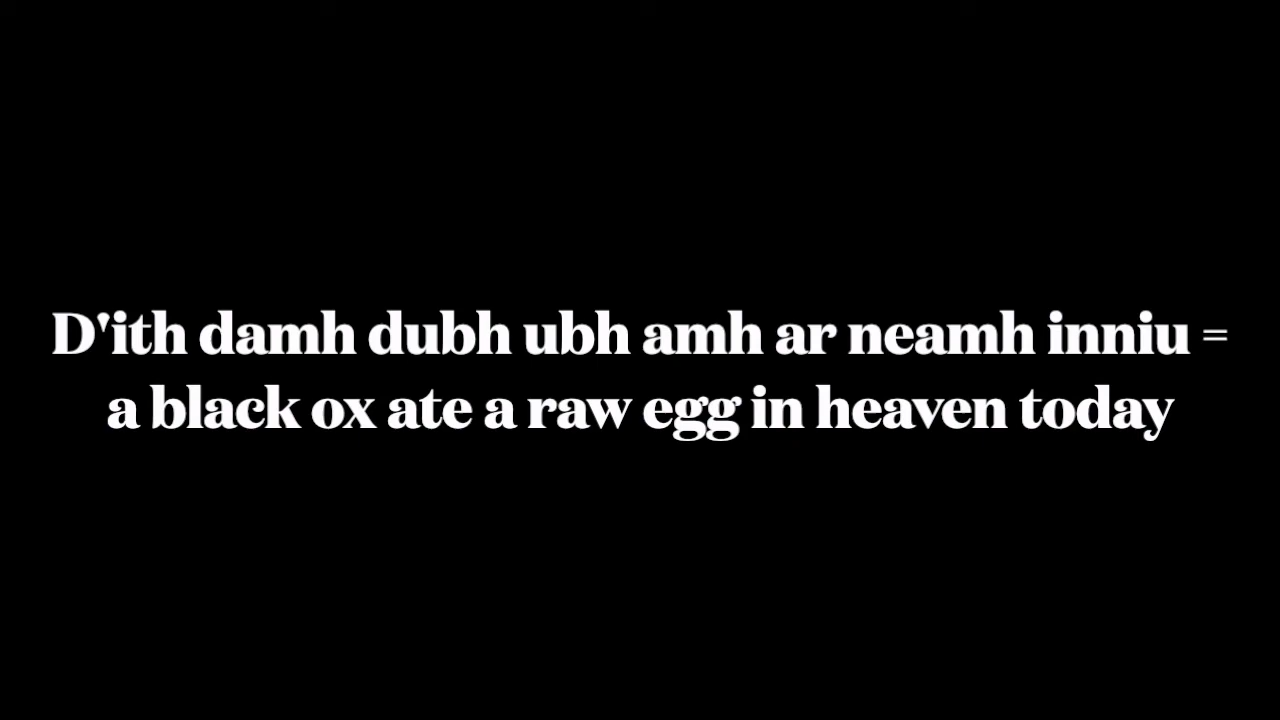 D'ith damh dubh ubh amh ar neamh inniu =
a black ox ate a raw egg in heaven today